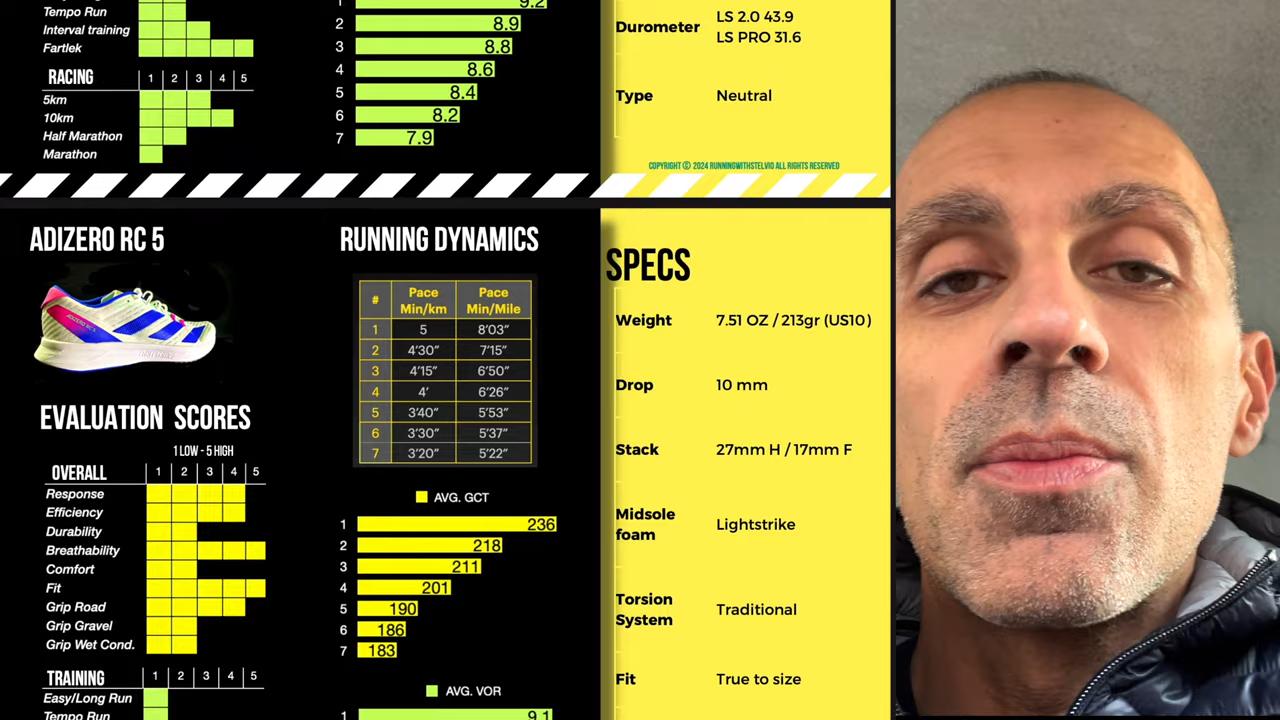 Tempo Run
Interval training
Fartlek
RACING 1 2 3 4 5
5km
10km
Half Marathon
Marathon
1 9.2
2 8.9
3 8.8
4 8.6
5 8.4
6 8.2
7 7.9
Durometer LS 2.0 43.9
LS PRO 31.6
Type Neutral
COPYRIGHT © 2024 RUNNINGWITHSTELVIO ALL RIGHTS RESERVED
ADIZERO RC 5
EVALUATION SCORES
1 LOW - 5 HIGH
OVERALL 1 2 3 4 5
Response
Efficiency
Durability
Breathability
Comfort
Fit
Grip Road
Grip Gravel
Grip Wet Cond.
TRAINING 1 2 3 4 5
Easy/Long Run
Tempo Run
RUNNING DYNAMICS
# Pace Min/km Pace Min/Mile
1 5 8’03”
2 4’30” 7’15”
3 4’15” 6’50”
4 4’ 6’26”
5 3’40” 5’53”
6 3’30” 5’37”
7 3’20” 5’22”
AVG. GCT
1 236
2 218
3 211
4 201
5 190
6 186
7 183
AVG. VOR
1 9.1
SPECS
Weight 7.51 OZ / 213gr (US10)
Drop 10 mm
Stack 27mm H / 17mm F
Midsole foam Lightstrike
Torsion System Traditional
Fit True to size